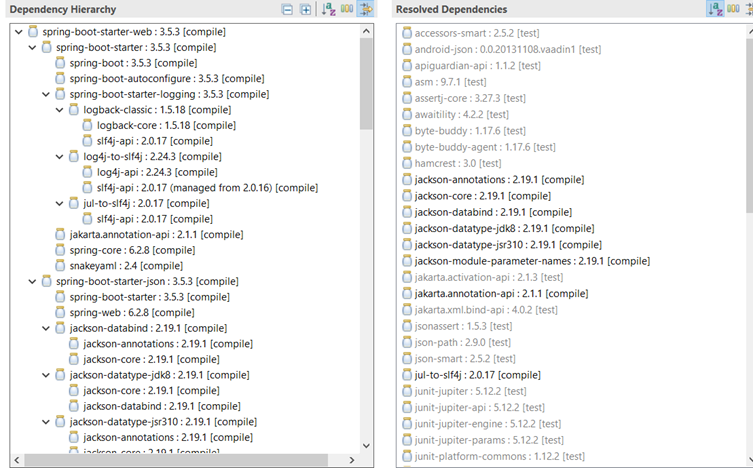 Dependency Hierarchy
spring-boot-starter-web : 3.5.3 [compile]
spring-boot-starter : 3.5.3 [compile]
spring-boot : 3.5.3 [compile]
spring-boot-autoconfigure : 3.5.3 [compile]
spring-boot-starter-logging : 3.5.3 [compile]
logback-classic : 1.5.18 [compile]
logback-core : 1.5.18 [compile]
slf4j-api : 2.0.17 [compile]
log4j-to-slf4j : 2.24.3 [compile]
log4j-api : 2.24.3 [compile]
slf4j-api : 2.0.17 (managed from 2.0.16) [compile]
jul-to-slf4j : 2.0.17 [compile]
slf4j-api : 2.0.17 [compile]
jakarta.annotation-api : 2.1.1 [compile]
spring-core : 6.2.8 [compile]
snakeyaml : 2.4 [compile]
spring-boot-starter-json : 3.5.3 [compile]
spring-boot-starter : 3.5.3 [compile]
spring-web : 6.2.8 [compile]
jackson-databind : 2.19.1 [compile]
jackson-annotations : 2.19.1 [compile]
jackson-core : 2.19.1 [compile]
jackson-datatype-jdk8 : 2.19.1 [compile]
jackson-core : 2.19.1 [compile]
jackson-databind : 2.19.1 [compile]
jackson-datatype-jsr310 : 2.19.1 [compile]
jackson-annotations : 2.19.1 [compile]
jackson-core : 2.19.1 [compile]
Resolved Dependencies
accessors-smart : 2.5.2 [test]
android-json : 0.0.20131108.vaadin1 [test]
apiguardian-api : 1.1.2 [test]
asm : 9.7.1 [test]
assertj-core : 3.27.3 [test]
awaitility : 4.2.2 [test]
byte-buddy : 1.17.6 [test]
byte-buddy-agent : 1.17.6 [test]
hamcrest : 3.0 [test]
jackson-annotations : 2.19.1 [compile]
jackson-core : 2.19.1 [compile]
jackson-databind : 2.19.1 [compile]
jackson-datatype-jdk8 : 2.19.1 [compile]
jackson-datatype-jsr310 : 2.19.1 [compile]
jackson-module-parameter-names : 2.19.1 [compile]
jakarta.activation-api : 2.1.3 [test]
jakarta.annotation-api : 2.1.1 [compile]
jakarta.xml.bind-api : 4.0.2 [test]
jsonassert : 1.5.3 [test]
json-path : 2.9.0 [test]
json-smart : 2.5.2 [test]
jul-to-slf4j : 2.0.17 [compile]
junit-jupiter : 5.12.2 [test]
junit-jupiter-api : 5.12.2 [test]
junit-jupiter-engine : 5.12.2 [test]
junit-jupiter-params : 5.12.2 [test]
junit-platform-commons : 1.12.2 [test]